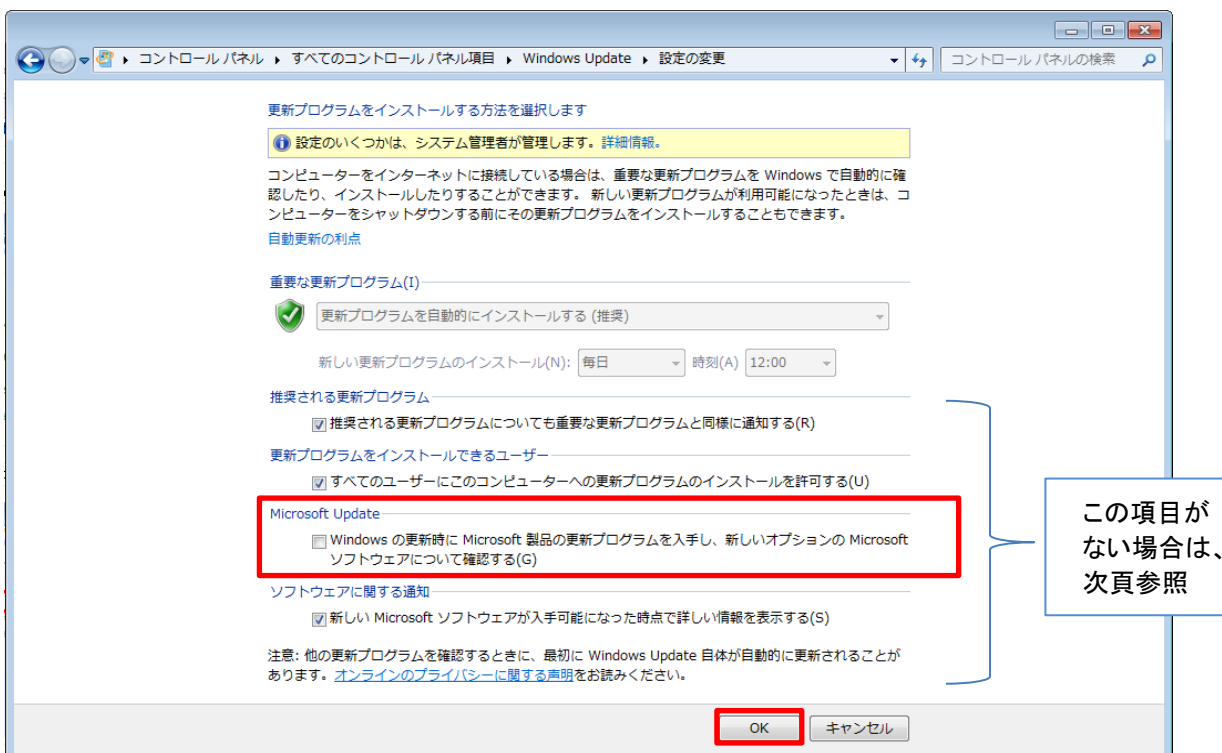 コントロール パネル ▸ すべてのコントロール パネル項目 ▸ Windows Update ▸ 設定の変更
コントロール パネルの検索
更新プログラムをインストールする方法を選択します
設定のいくつかは、システム管理者が管理します。詳細情報。
コンピューターをインターネットに接続している場合は、重要な更新プログラムを Windows で自動的に確
認したり、インストールしたりすることができます。 新しい更新プログラムが利用可能になったときは、コ
ンピューターをシャットダウンする前にその更新プログラムをインストールすることもできます。
自動更新の利点
重要な更新プログラム(I)
更新プログラムを自動的にインストールする (推奨)
新しい更新プログラムのインストール(N): 毎日 時刻(A) 12:00
推奨される更新プログラム
推奨される更新プログラムについても重要な更新プログラムと同様に通知する(R)
更新プログラムをインストールできるユーザー
すべてのユーザーにこのコンピューターへの更新プログラムのインストールを許可する(U)
Microsoft Update
Windows の更新時に Microsoft 製品の更新プログラムを入手し、新しいオプションの Microsoft
ソフトウェアについて確認する(G)
ソフトウェアに関する通知
新しい Microsoft ソフトウェアが入手可能になった時点で詳しい情報を表示する(S)
注意: 他の更新プログラムを確認するときに、最初に Windows Update 自体が自動的に更新されることが
あります。オンラインのプライバシーに関する声明をお読みください。
この項目が
ない場合は、
次頁参照
OK キャンセル